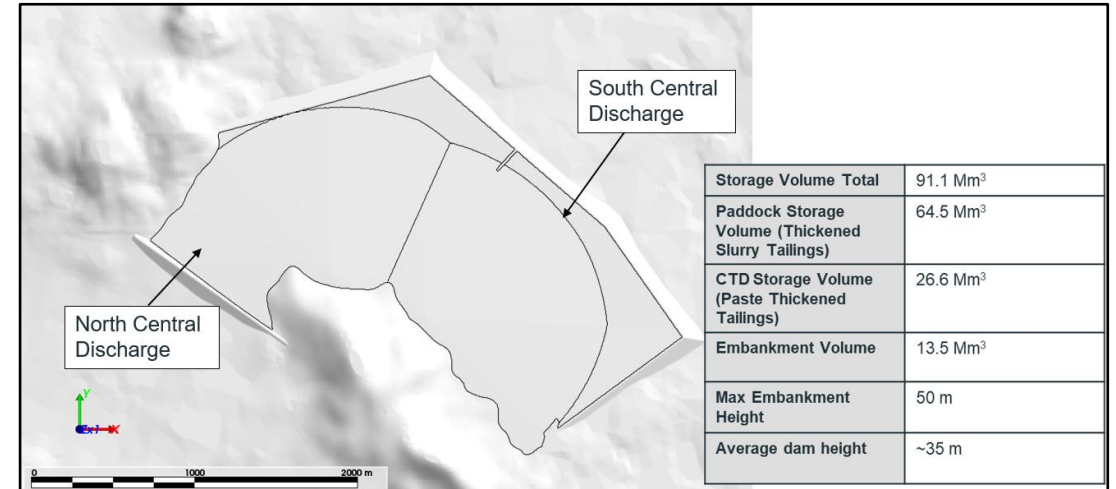 South Central
Discharge
North Central
Discharge
Y
X
0 1000 2000 m
Storage Volume Total 91.1 Mm³
Paddock Storage 64.5 Mm³
Volume (Thickened
Slurry Tailings)
CTD Storage Volume 26.6 Mm³
(Paste Thickened
Tailings)
Embankment Volume 13.5 Mm³
Max Embankment 50 m
Height
Average dam height ~35 m